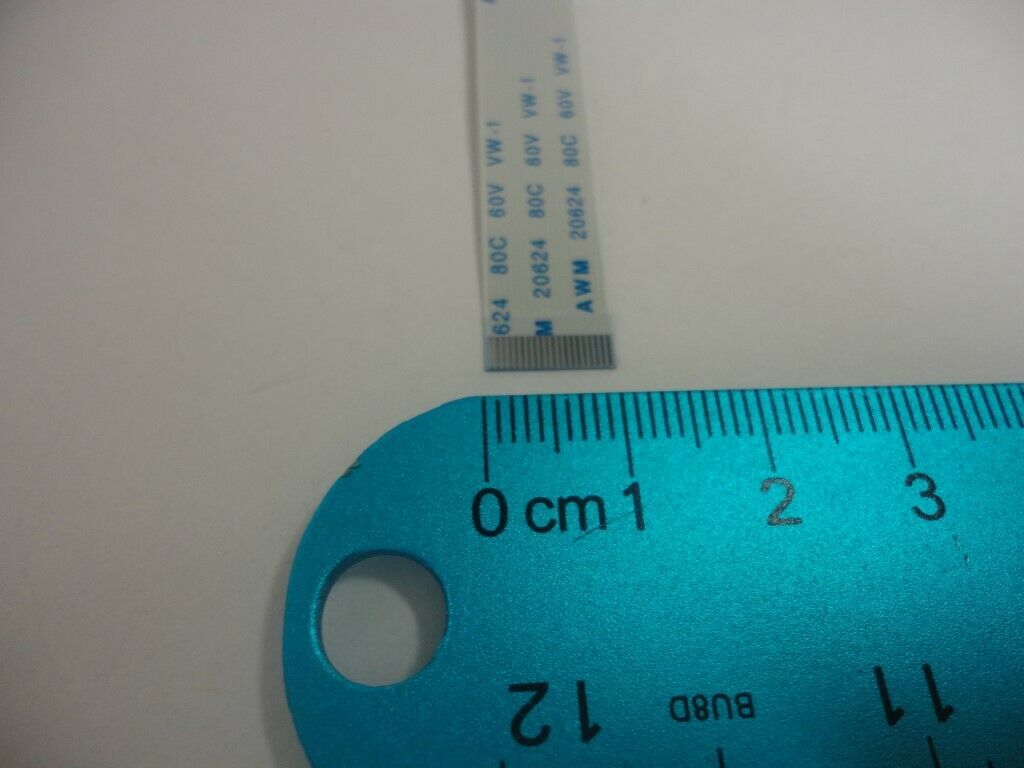 624 80C 60V VW-1
M 20624 80C 60V VW-1
AWM 20624 80C 60V VW-1
0 cm 1 2 3
12 BU8D 11